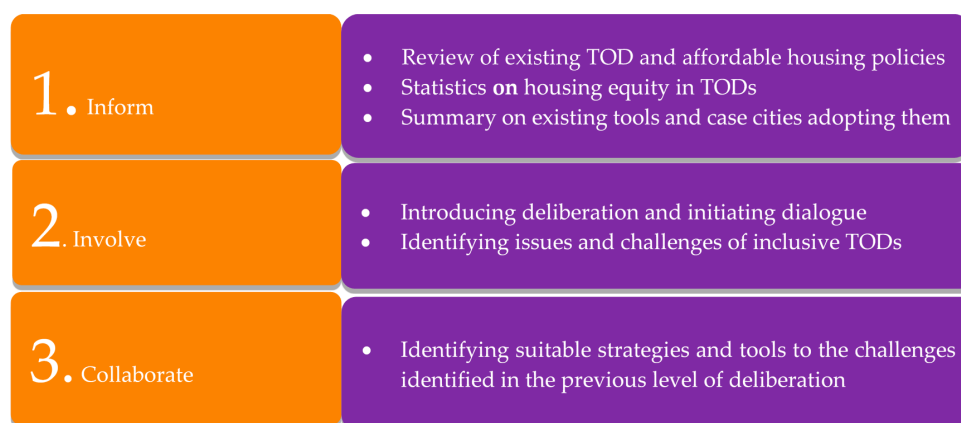 1. Inform
• Review of existing TOD and affordable housing policies
• Statistics on housing equity in TODs
• Summary on existing tools and case cities adopting them
2. Involve
• Introducing deliberation and initiating dialogue
• Identifying issues and challenges of inclusive TODs
3. Collaborate
• Identifying suitable strategies and tools to the challenges
identified in the previous level of deliberation